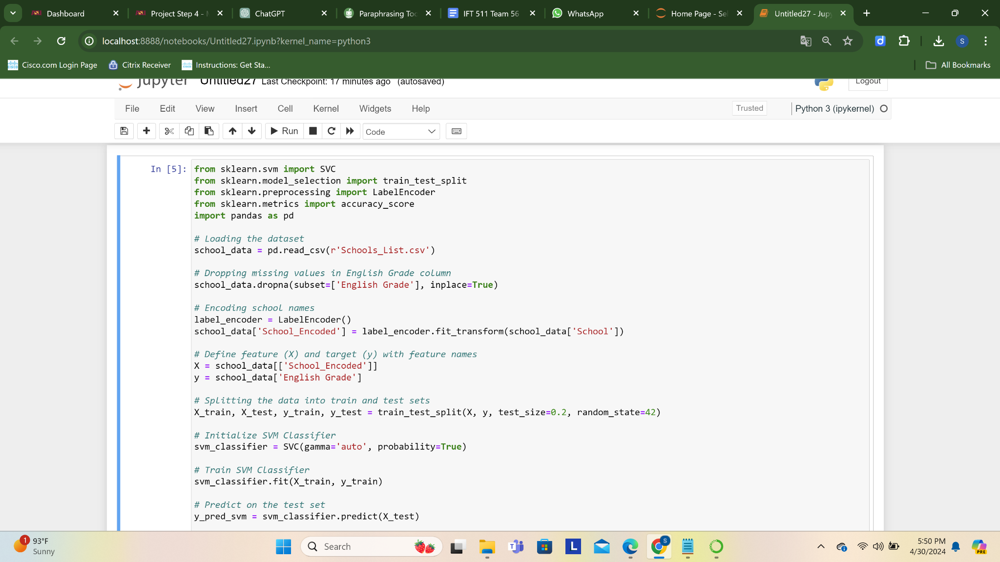 Dashboard
Project Step 4 -
ChatGPT
Paraphrasing Too
IFT 511 Team 56
WhatsApp
Home Page - Sel
Untitled27 - Jupy
localhost:8888/notebooks/Untitled27.ipynb?kernel_name=python3
S
Cisco.com Login Page
Citrix Receiver
Instructions: Get Sta...
All Bookmarks
jupyter Untitled27 Last Checkpoint: 17 minutes ago (autosaved)
Logout
File Edit View Insert Cell Kernel Widgets Help
Trusted
Python 3 (ipykernel)
Run
Code
In [5]:
from sklearn.svm import SVC
from sklearn.model_selection import train_test_split
from sklearn.preprocessing import LabelEncoder
from sklearn.metrics import accuracy_score
import pandas as pd
# Loading the dataset
school_data = pd.read_csv(r'Schools_List.csv')
# Dropping missing values in English Grade column
school_data.dropna(subset=['English Grade'], inplace=True)
# Encoding school names
label_encoder = LabelEncoder()
school_data['School_Encoded'] = label_encoder.fit_transform(school_data['School'])
# Define feature (X) and target (y) with feature names
X = school_data[['School_Encoded']]
y = school_data['English Grade']
# Splitting the data into train and test sets
X_train, X_test, y_train, y_test = train_test_split(X, y, test_size=0.2, random_state=42)
# Initialize SVM Classifier
svm_classifier = SVC(gamma='auto', probability=True)
# Train SVM Classifier
svm_classifier.fit(X_train, y_train)
# Predict on the test set
y_pred_svm = svm_classifier.predict(X_test)
1
93°F
Sunny
Search
L
S
5:50 PM
4/30/2024
PRE